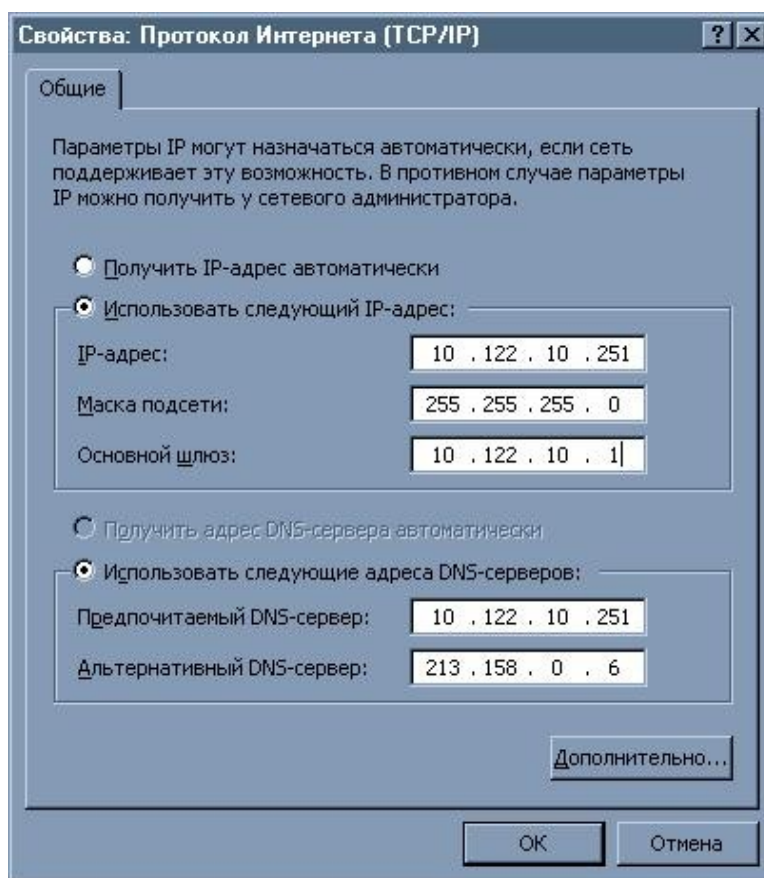 Свойства: Протокол Интернета (TCP/IP)
Общие
Параметры IP могут назначаться автоматически, если сеть
поддерживает эту возможность. В противном случае параметры
IP можно получить у сетевого администратора.
Получить IP-адрес автоматически
Использовать следующий IP-адрес:
IP-адрес: 10 . 122 . 10 . 251
Маска подсети: 255 . 255 . 255 . 0
Основной шлюз: 10 . 122 . 10 . 1
Получить адрес DNS-сервера автоматически
Использовать следующие адреса DNS-серверов:
Предпочитаемый DNS-сервер: 10 . 122 . 10 . 251
Альтернативный DNS-сервер: 213 . 158 . 0 . 6
Дополнительно...
ОК Отмена